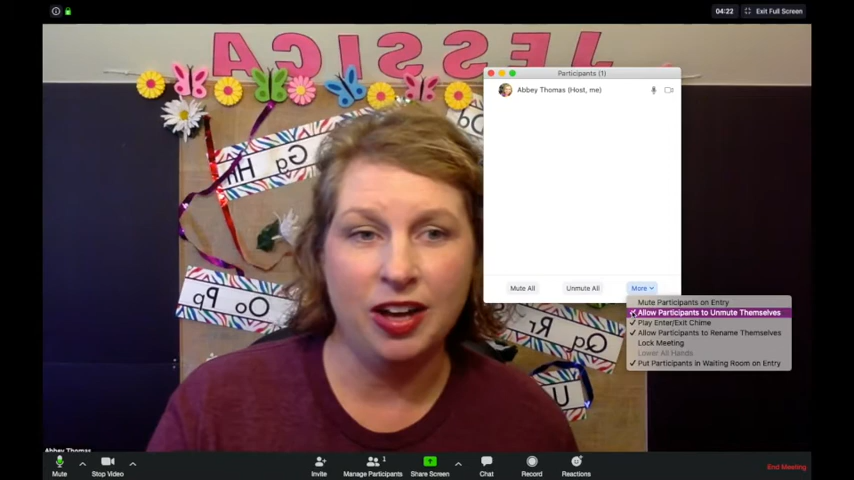 04:22 Exit Full Screen
JESSICA
Participants (1)
Abbey Thomas (Host, me)
Gg
Hh
Mute All Unmute All More
Mute Participants on Entry
Allow Participants to Unmute Themselves
Play Enter/Exit Chime
Allow Participants to Rename Themselves
Lock Meeting
Lower All Hands
Put Participants in Waiting Room on Entry
Pp
Oo
Rr
Qq
U
Abbey Thomas
Mute Stop Video Invite Manage Participants 1 Share Screen Chat Record Reactions End Meeting